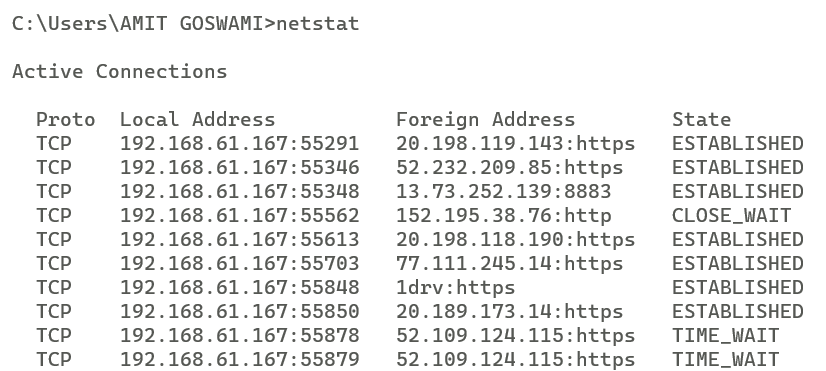 C:\Users\AMIT GOSWAMI>netstat
Active Connections
Proto  Local Address          Foreign Address        State
TCP    192.168.61.167:55291   20.198.119.143:https   ESTABLISHED
TCP    192.168.61.167:55346   52.232.209.85:https    ESTABLISHED
TCP    192.168.61.167:55348   13.73.252.139:8883     ESTABLISHED
TCP    192.168.61.167:55562   152.195.38.76:http     CLOSE_WAIT
TCP    192.168.61.167:55613   20.198.118.190:https   ESTABLISHED
TCP    192.168.61.167:55703   77.111.245.14:https    ESTABLISHED
TCP    192.168.61.167:55848   1drv:https             ESTABLISHED
TCP    192.168.61.167:55850   20.189.173.14:https    ESTABLISHED
TCP    192.168.61.167:55878   52.109.124.115:https   TIME_WAIT
TCP    192.168.61.167:55879   52.109.124.115:https   TIME_WAIT